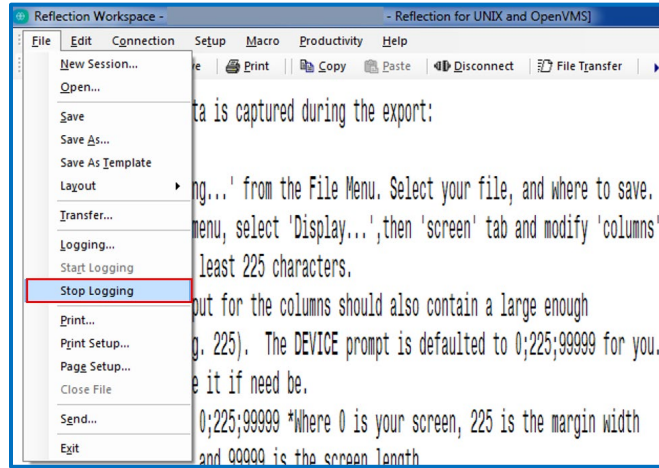 Reflection Workspace - - Reflection for UNIX and OpenVMS]
File Edit Connection Setup Macro Productivity Help
New Session... Print Copy Paste Disconnect File Transfer
Open...
ta is captured during the export:
Save
Save As...
Save As Template
Layout
ng...' from the File Menu. Select your file, and where to save.
Transfer...
menu, select 'Display...',then 'screen' tab and modify 'columns'
Logging...
Start Logging
least 225 characters.
Stop Logging
put for the columns should also contain a large enough
Print...
Print Setup...
g. 225). The DEVICE prompt is defaulted to 0;225;99999 for you.
Page Setup...
Close File
e it if need be.
Send...
0;225;99999 *Where 0 is your screen, 225 is the margin width
Exit
and 99999 is the screen length